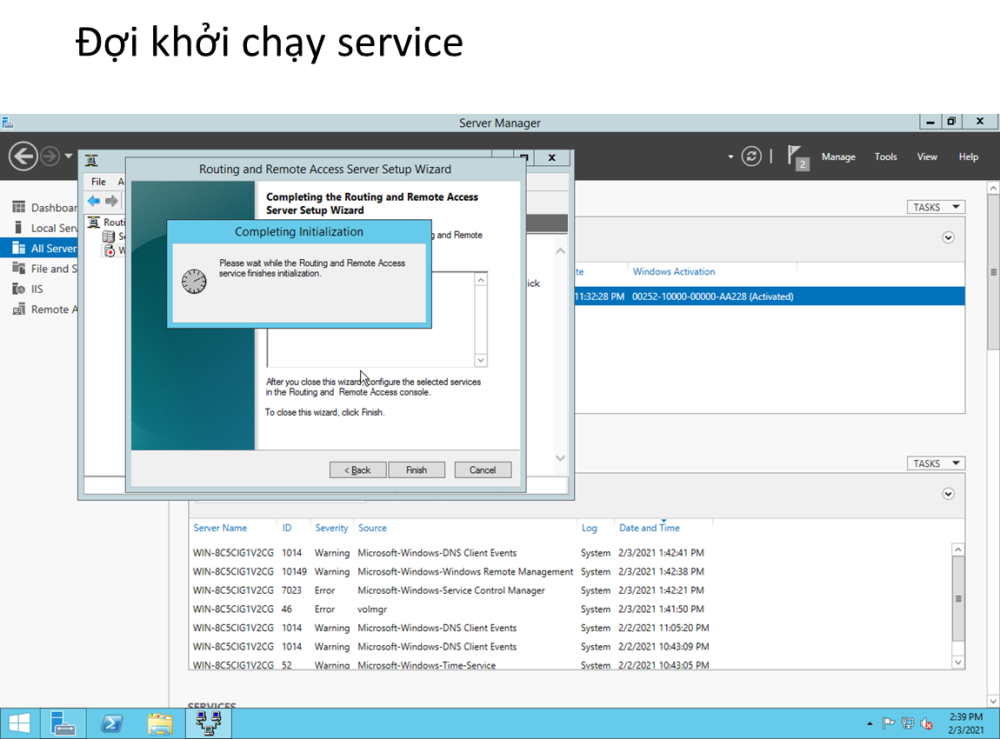 Đợi khởi chạy service
Server Manager
2
Manage Tools View Help
Routing and Remote Access Server Setup Wizard
File
Dashboar
Local Serv
All Server
File and S
IIS
Remote A
Routi
Completing the Routing and Remote Access
Server Setup Wizard
g and Remote
Completing Initialization
Please wait while the Routing and Remote Access
service finishes initialization.
ick
After you close this wizard, configure the selected services
in the Routing and Remote Access console.
To close this wizard, click Finish.
< Back Finish Cancel
TASKS
te Windows Activation
11:32:28 PM 00252-10000-00000-AA228 (Activated)
TASKS
Server Name ID Severity Source Log Date and Time
WIN-8C5CIG1V2CG 1014 Warning Microsoft-Windows-DNS Client Events System 2/3/2021 1:42:41 PM
WIN-8C5CIG1V2CG 10149 Warning Microsoft-Windows-Windows Remote Management System 2/3/2021 1:42:38 PM
WIN-8C5CIG1V2CG 7023 Error Microsoft-Windows-Service Control Manager System 2/3/2021 1:42:21 PM
WIN-8C5CIG1V2CG 46 Error volmgr System 2/3/2021 1:41:50 PM
WIN-8C5CIG1V2CG 1014 Warning Microsoft-Windows-DNS Client Events System 2/2/2021 11:05:20 PM
WIN-8C5CIG1V2CG 1014 Warning Microsoft-Windows-DNS Client Events System 2/2/2021 10:43:09 PM
WIN-8C5CIG1V2CG 52 Warning Microsoft-Windows-Time-Service System 2/2/2021 10:43:05 PM
SERVICES
2:39 PM
2/3/2021